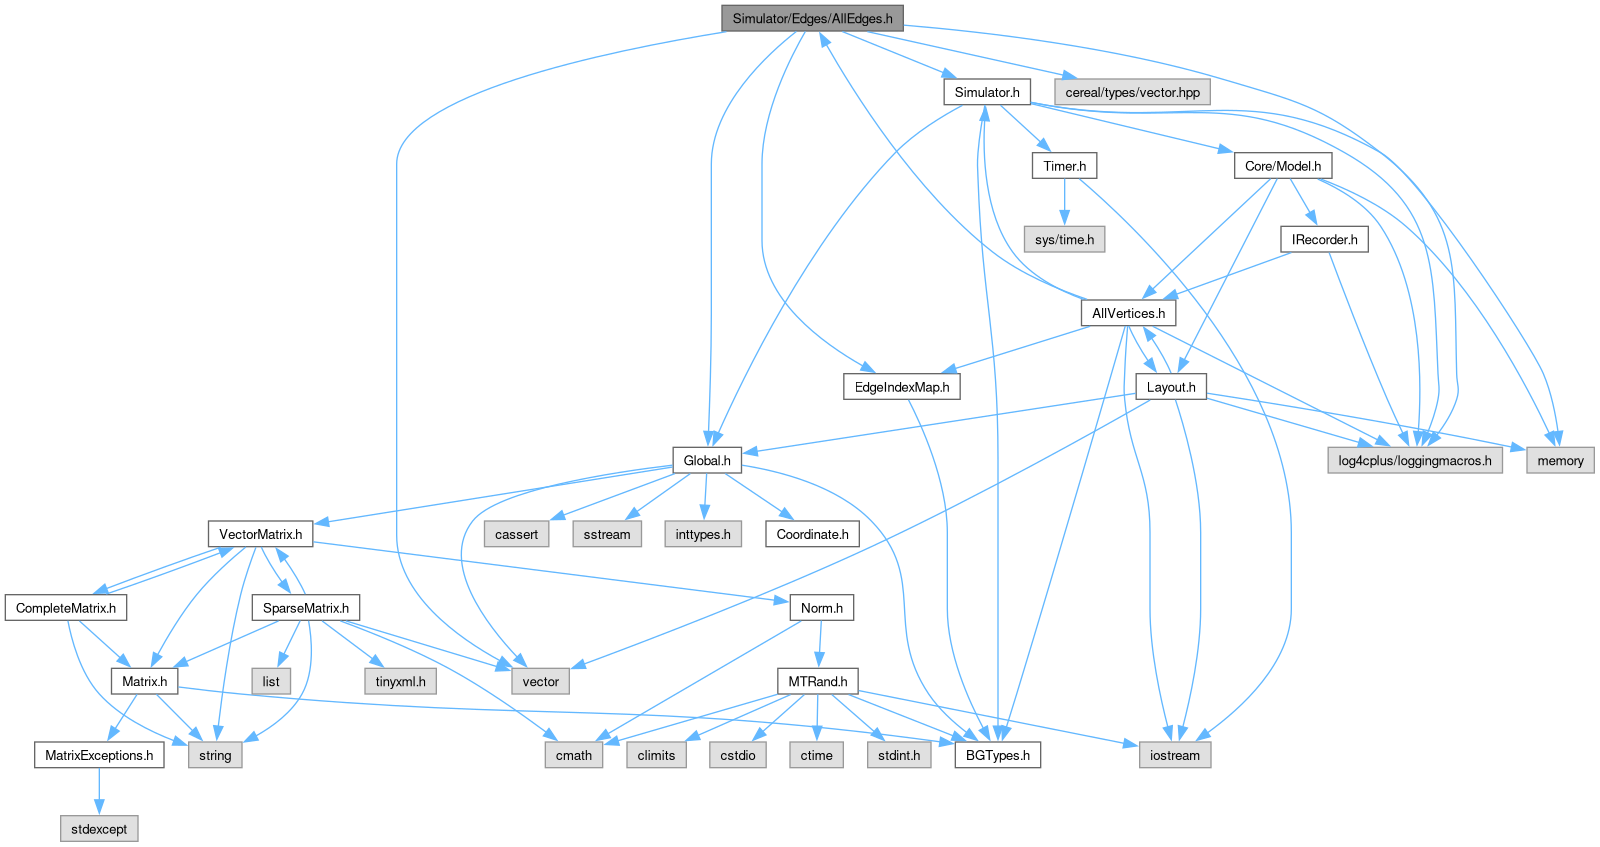 Simulator/Edges/AllEdges.h
Simulator.h
cereal/types/vector.hpp
Timer.h
Core/Model.h
sys/time.h
IRecorder.h
AllVertices.h
EdgeIndexMap.h
Layout.h
Global.h
log4cplus/loggingmacros.h
memory
VectorMatrix.h
cassert
sstream
inttypes.h
Coordinate.h
CompleteMatrix.h
SparseMatrix.h
Norm.h
Matrix.h
list
tinyxml.h
vector
MTRand.h
MatrixExceptions.h
string
cmath
climits
cstdio
ctime
stdint.h
BGTypes.h
iostream
stdexcept